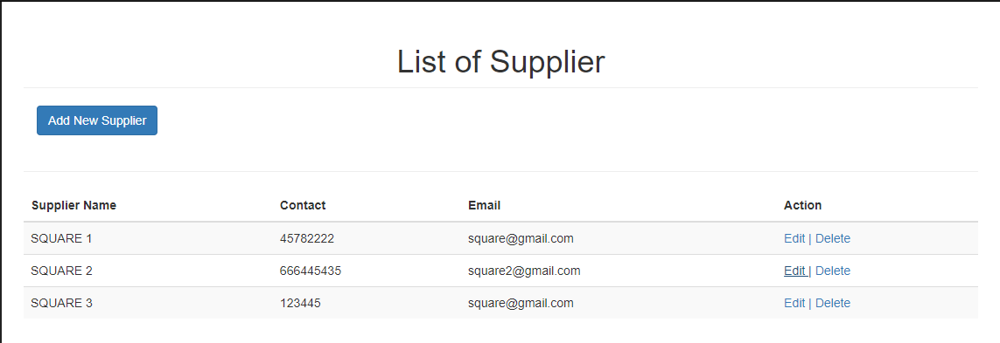 List of Supplier
Add New Supplier
Supplier Name Contact Email Action
SQUARE 1 45782222 square@gmail.com Edit | Delete
SQUARE 2 666445435 square2@gmail.com Edit | Delete
SQUARE 3 123445 square@gmail.com Edit | Delete